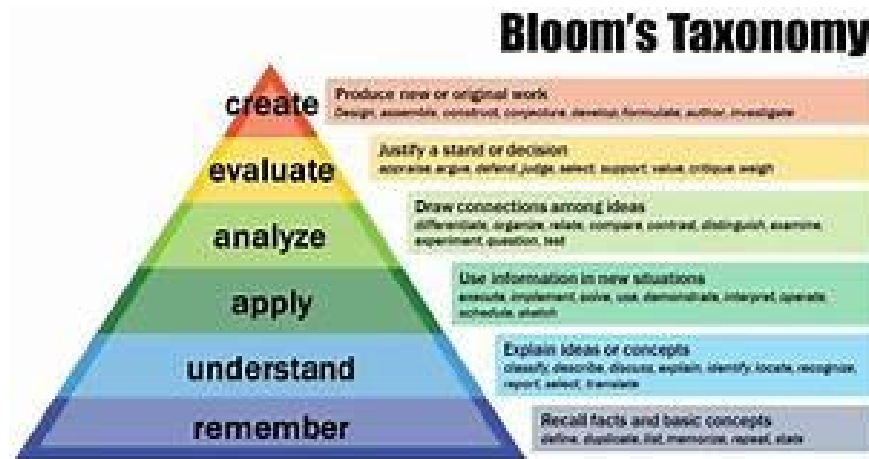 Bloom's Taxonomy
create
Produce new or original work
Design, assemble, construct, conjecture, develop, formulate, author, investigate
evaluate
Justify a stand or decision
appraise, argue, defend, judge, select, support, value, critique, weigh
analyze
Draw connections among ideas
differentiate, organize, relate, compare, contrast, distinguish, examine,
experiment, question, test
apply
Use information in new situations
execute, implement, solve, use, demonstrate, interpret, operate,
schedule, sketch
understand
Explain ideas or concepts
classify, describe, discuss, explain, identify, locate, recognize,
report, select, translate
remember
Recall facts and basic concepts
define, duplicate, list, memorize, repeat, state